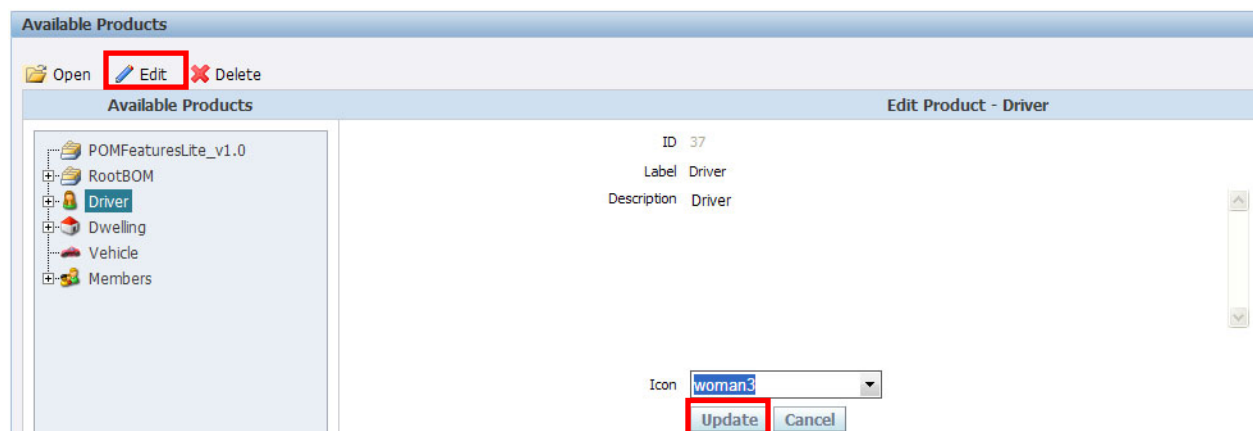 Available Products
Open Edit Delete
Available Products Edit Product - Driver
POMFeaturesLite_v1.0
RootBOM
Driver
Dwelling
Vehicle
Members
ID 37
Label Driver
Description Driver
Icon woman3
Update Cancel